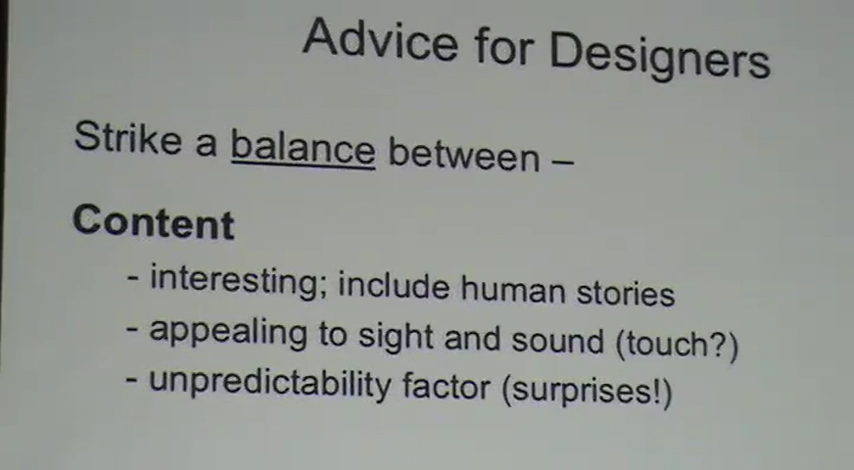 Advice for Designers
Strike a balance between –
Content
- interesting; include human stories
- appealing to sight and sound (touch?)
- unpredictability factor (surprises!)